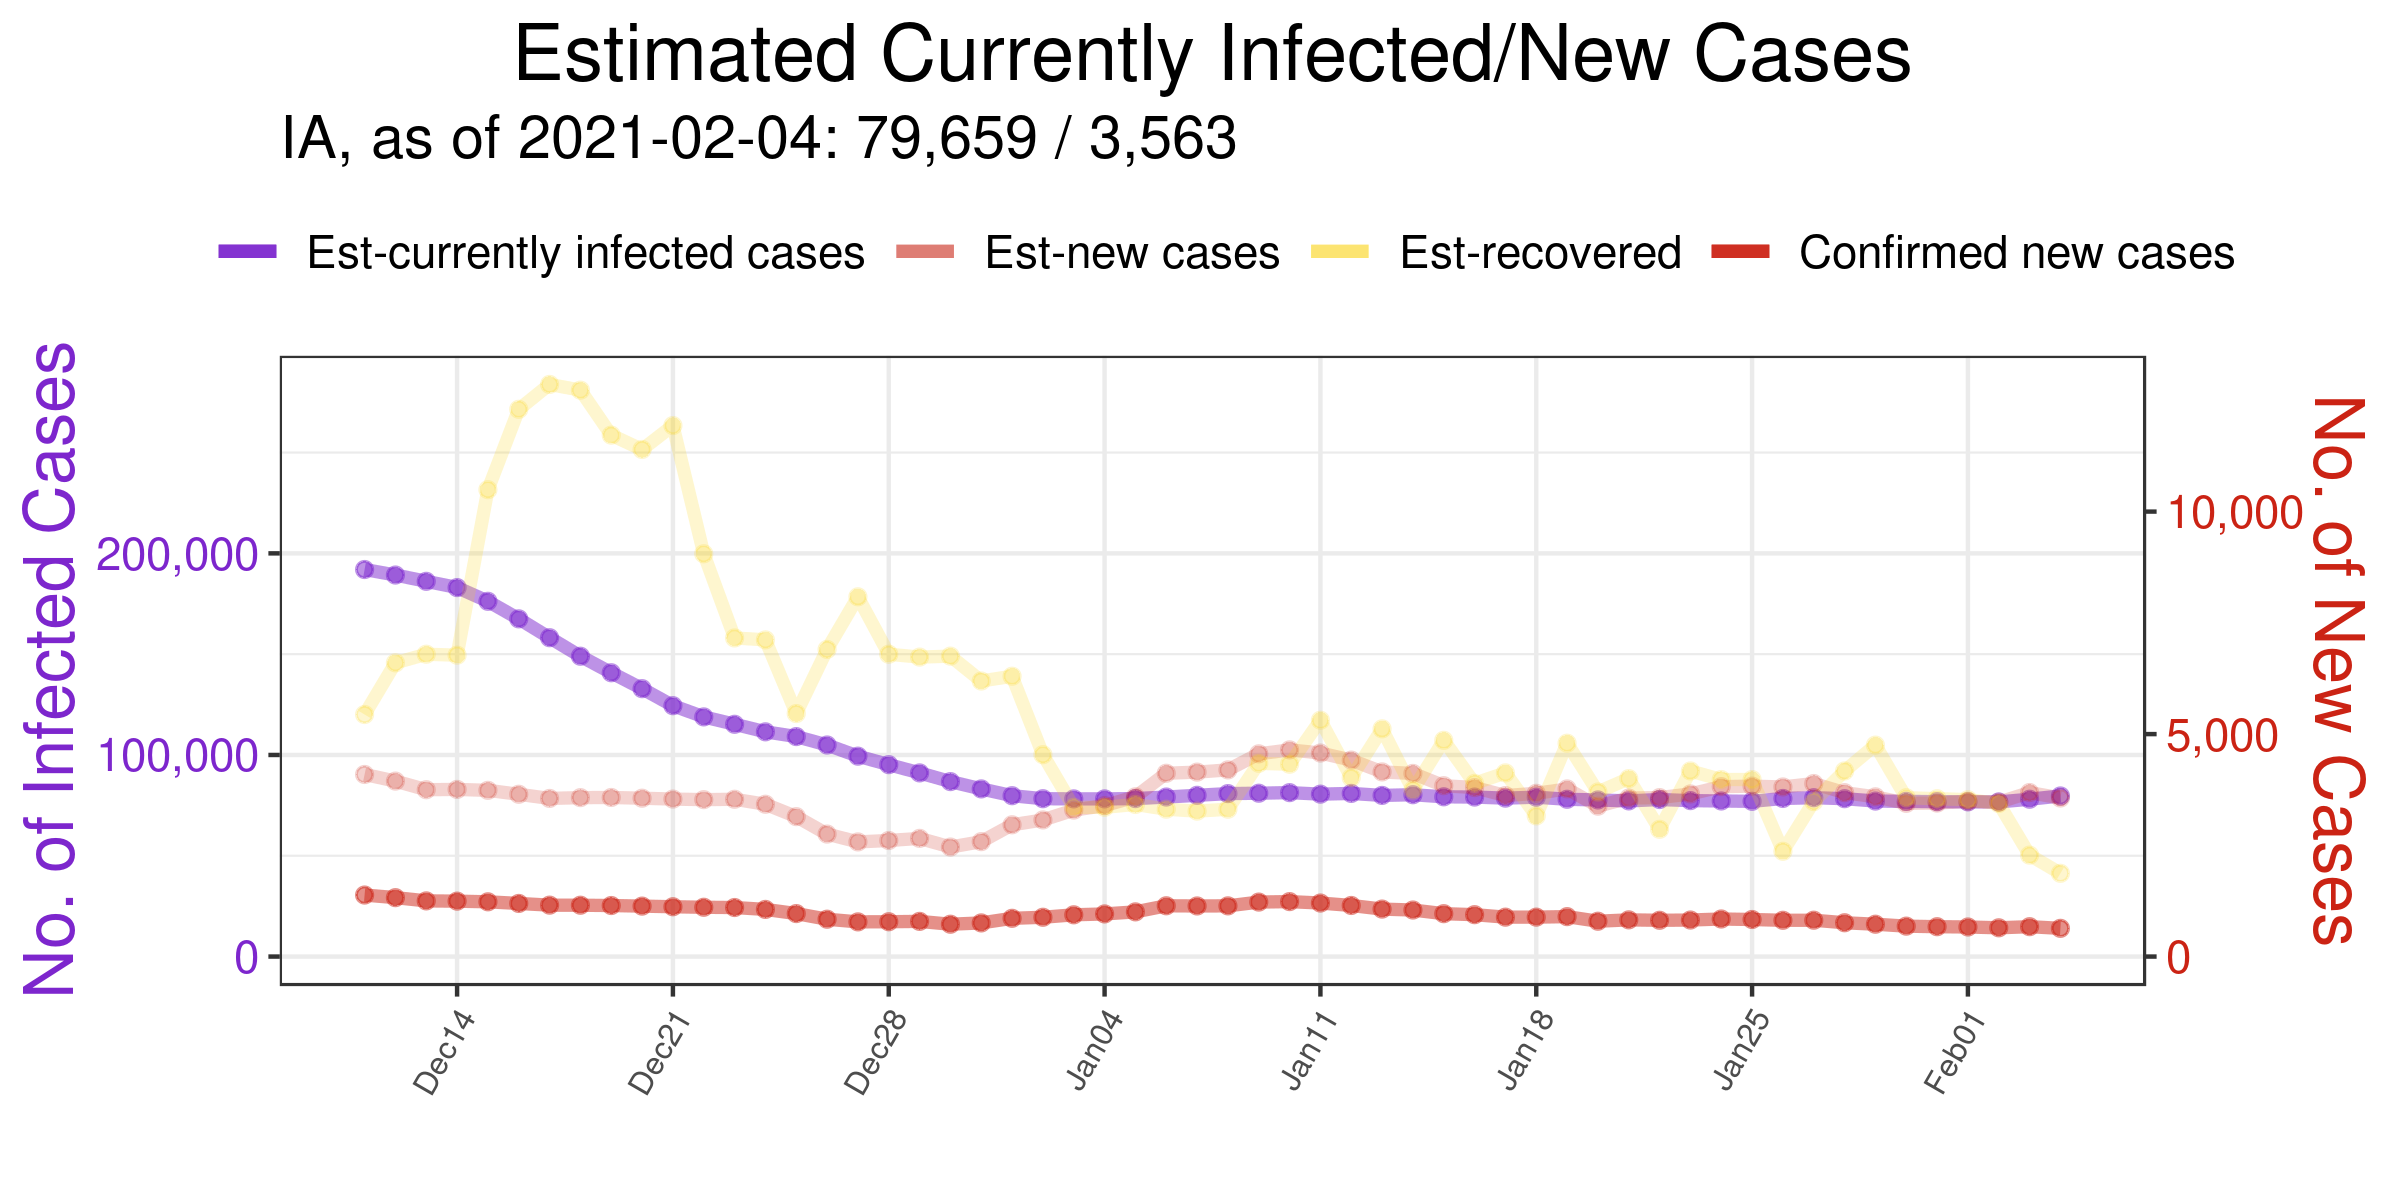 Estimated Currently Infected/New Cases
IA, as of 2021-02-04: 79,659 / 3,563
Est-currently infected cases Est-new cases Est-recovered Confirmed new cases
No. of Infected Cases
200,000
100,000
0
10,000
5,000
0
No. of New Cases
Dec14 Dec21 Dec28 Jan04 Jan11 Jan18 Jan25 Feb01